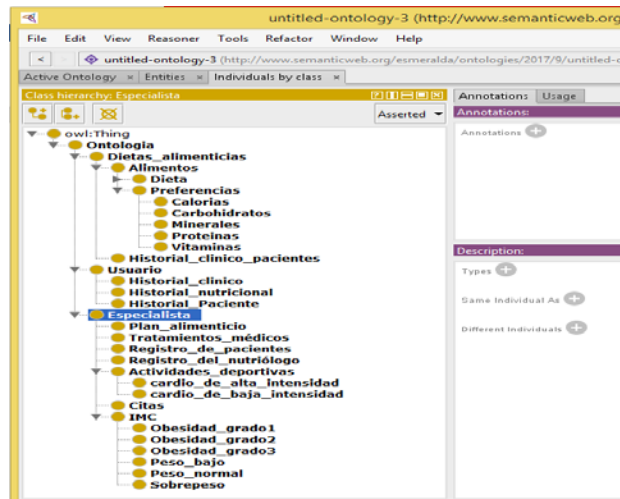 untitled-ontology-3 (http://www.semanticweb.org
File Edit View Reasoner Tools Refactor Window Help
< > untitled-ontology-3 (http://www.semanticweb.org/esmeralda/ontologies/2017/9/untitled-o
Active Ontology × Entities × Individuals by class ×
Class hierarchy: Especialista
Annotations Usage
Asserted
Annotations:
Annotations
owl:Thing
Ontologia
Dietas_alimenticias
Alimentos
Dieta
Preferencias
Calorias
Carbohidratos
Minerales
Proteinas
Vitaminas
Historial_clinico_pacientes
Usuario
Historial_clinico
Historial_nutricional
Historial_Paciente
Especialista
Plan_alimenticio
Tratamientos_médicos
Registro_de_pacientes
Registro_del_nutriólogo
Actividades_deportivas
cardio_de_alta_intensidad
cardio_de_baja_intensidad
Citas
IMC
Obesidad_grado1
Obesidad_grado2
Obesidad_grado3
Peso_bajo
Peso_normal
Sobrepeso
Description:
Types
Same Individual As
Different Individuals